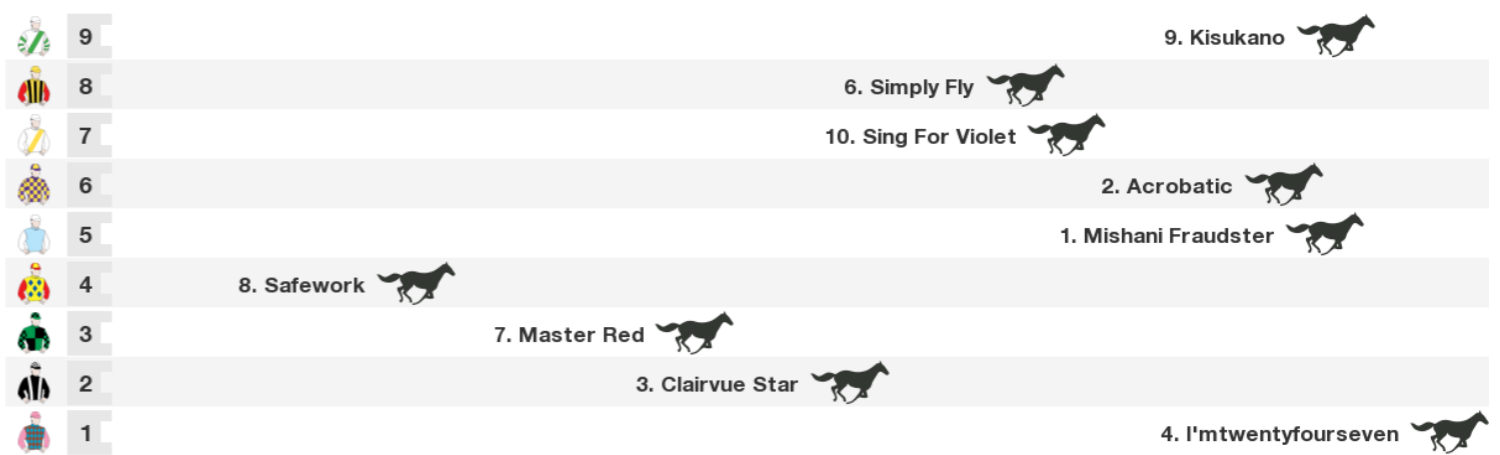 9 9. Kisukano
8 6. Simply Fly
7 10. Sing For Violet
6 2. Acrobatic
5 1. Mishani Fraudster
4 8. Safework
3 7. Master Red
2 3. Clairvue Star
1 4. I'mtwentyfourseven